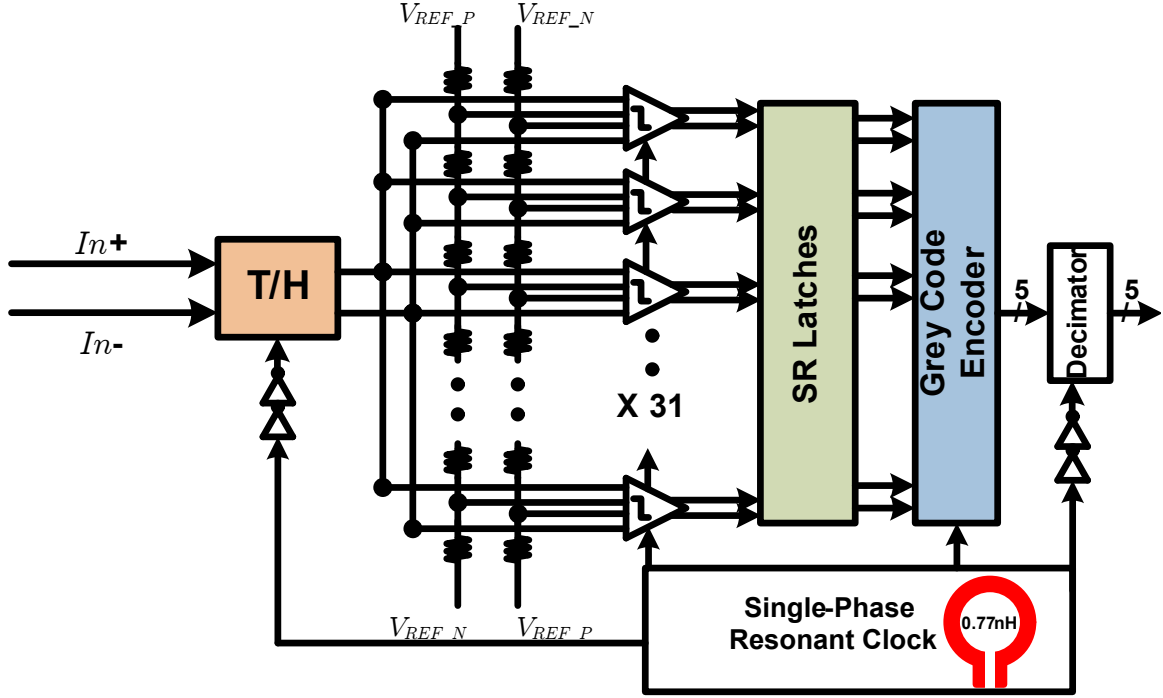 V_REF_P
V_REF_N
In+
In-
T/H
X 31
SR Latches
Grey Code
Encoder
5
Decimator
5
V_REF_N
V_REF_P
Single-Phase
Resonant Clock
0.77nH